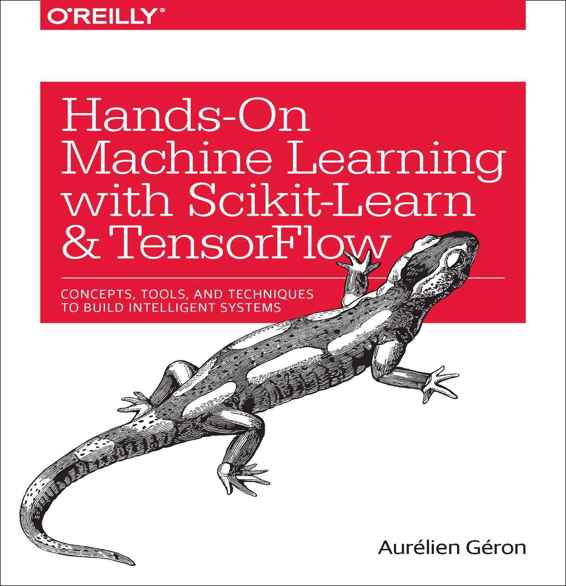 O'REILLY®
Hands-On
Machine Learning
with Scikit-Learn
& TensorFlow
CONCEPTS, TOOLS, AND TECHNIQUES
TO BUILD INTELLIGENT SYSTEMS
Aurélien Géron